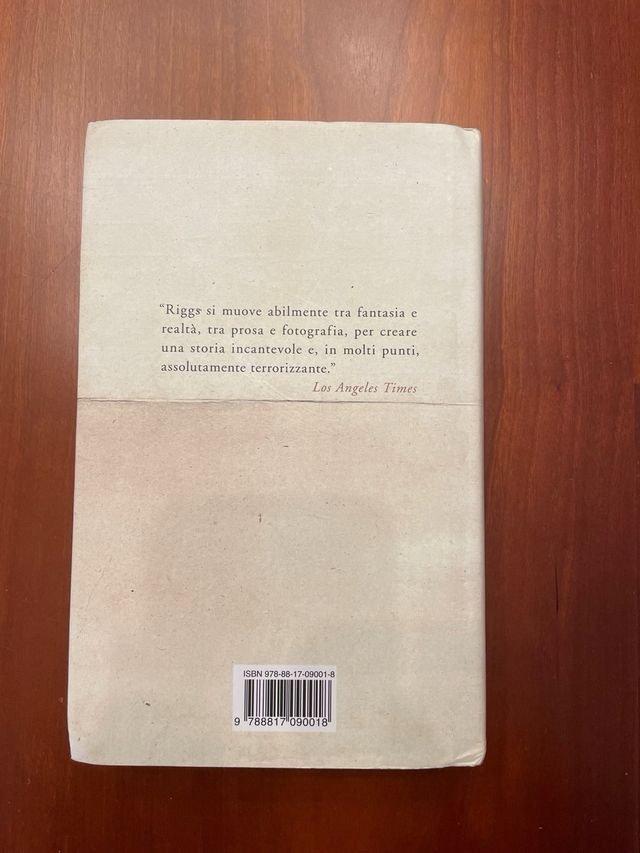 “Riggs si muove abilmente tra fantasia e
realtà, tra prosa e fotografia, per creare
una storia incantevole e, in molti punti,
assolutamente terrorizzante.”
Los Angeles Times
ISBN 978-88-17-09001-8
9 788817 090018